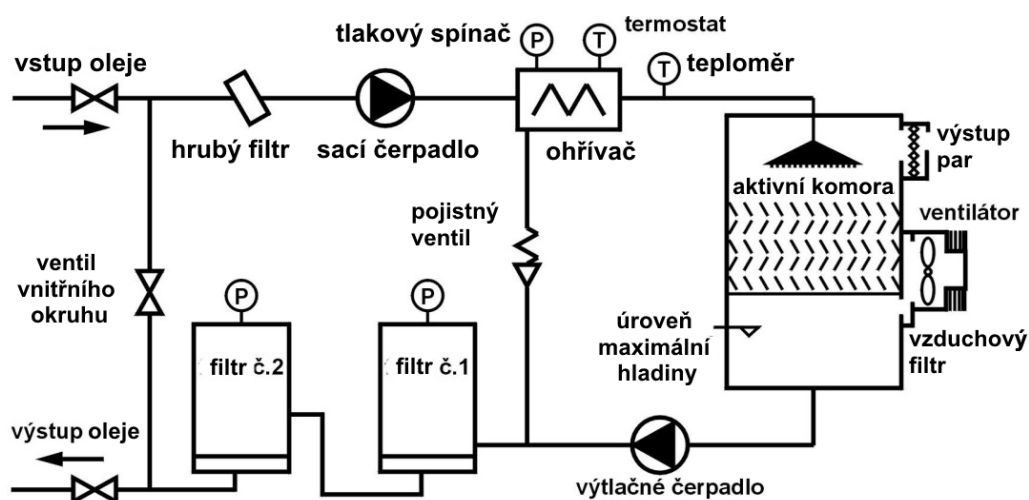 vstup oleje
hrubý filtr
sací čerpadlo
tlakový spínač
P
T
termostat
ohřívač
T
teploměr
výstup
par
aktivní komora
ventilátor
vzduchový
filtr
úroveň
maximální
hladiny
pojistný
ventil
ventil
vnitřního
okruhu
P
filtr č.2
P
filtr č.1
výstup oleje
výtlačné čerpadlo